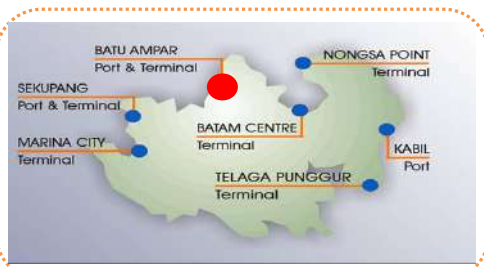 BATU AMPAR
Port & Terminal
NONGSA POINT
Terminal
SEKUPANG
Port & Terminal
BATAM CENTRE
Terminal
MARINA CITY
Terminal
KABIL
Port
TELAGA PUNGGUR
Terminal